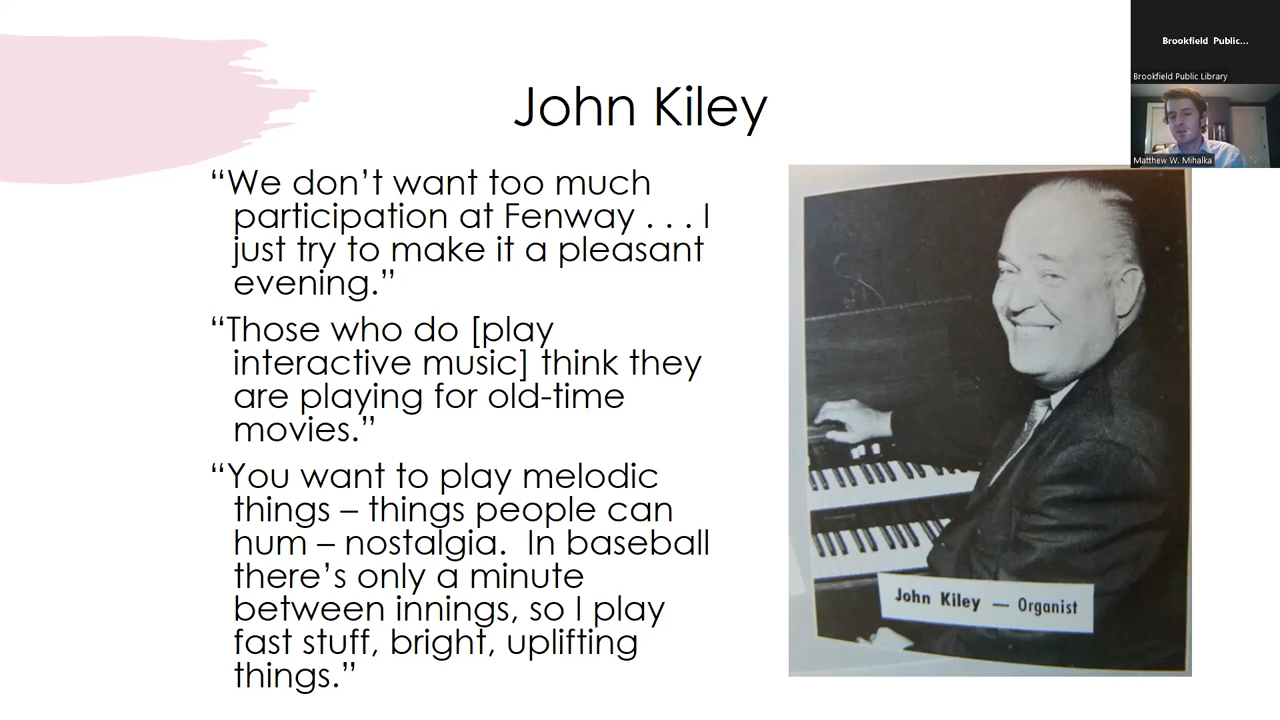 Brookfield Public...
Brookfield Public Library
Matthew W. Mihalka
John Kiley
“We don’t want too much
participation at Fenway . . . I
just try to make it a pleasant
evening.”
“Those who do [play
interactive music] think they
are playing for old-time
movies.”
“You want to play melodic
things – things people can
hum – nostalgia.  In baseball
there’s only a minute
between innings, so I play
fast stuff, bright, uplifting
things.”
John Kiley — Organist